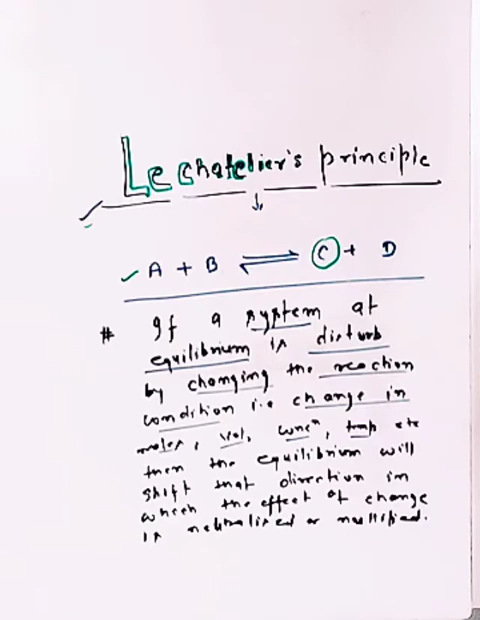 Le chatelier's principle
A + B ⇌ C + D
# If a system at
equilibrium is disturb
by changing the reaction
condition i.e change in
moles, vol, concn, temp etc
then the equilibrium will
shift that direction in
which the effect of change
is neutralised or nullified.